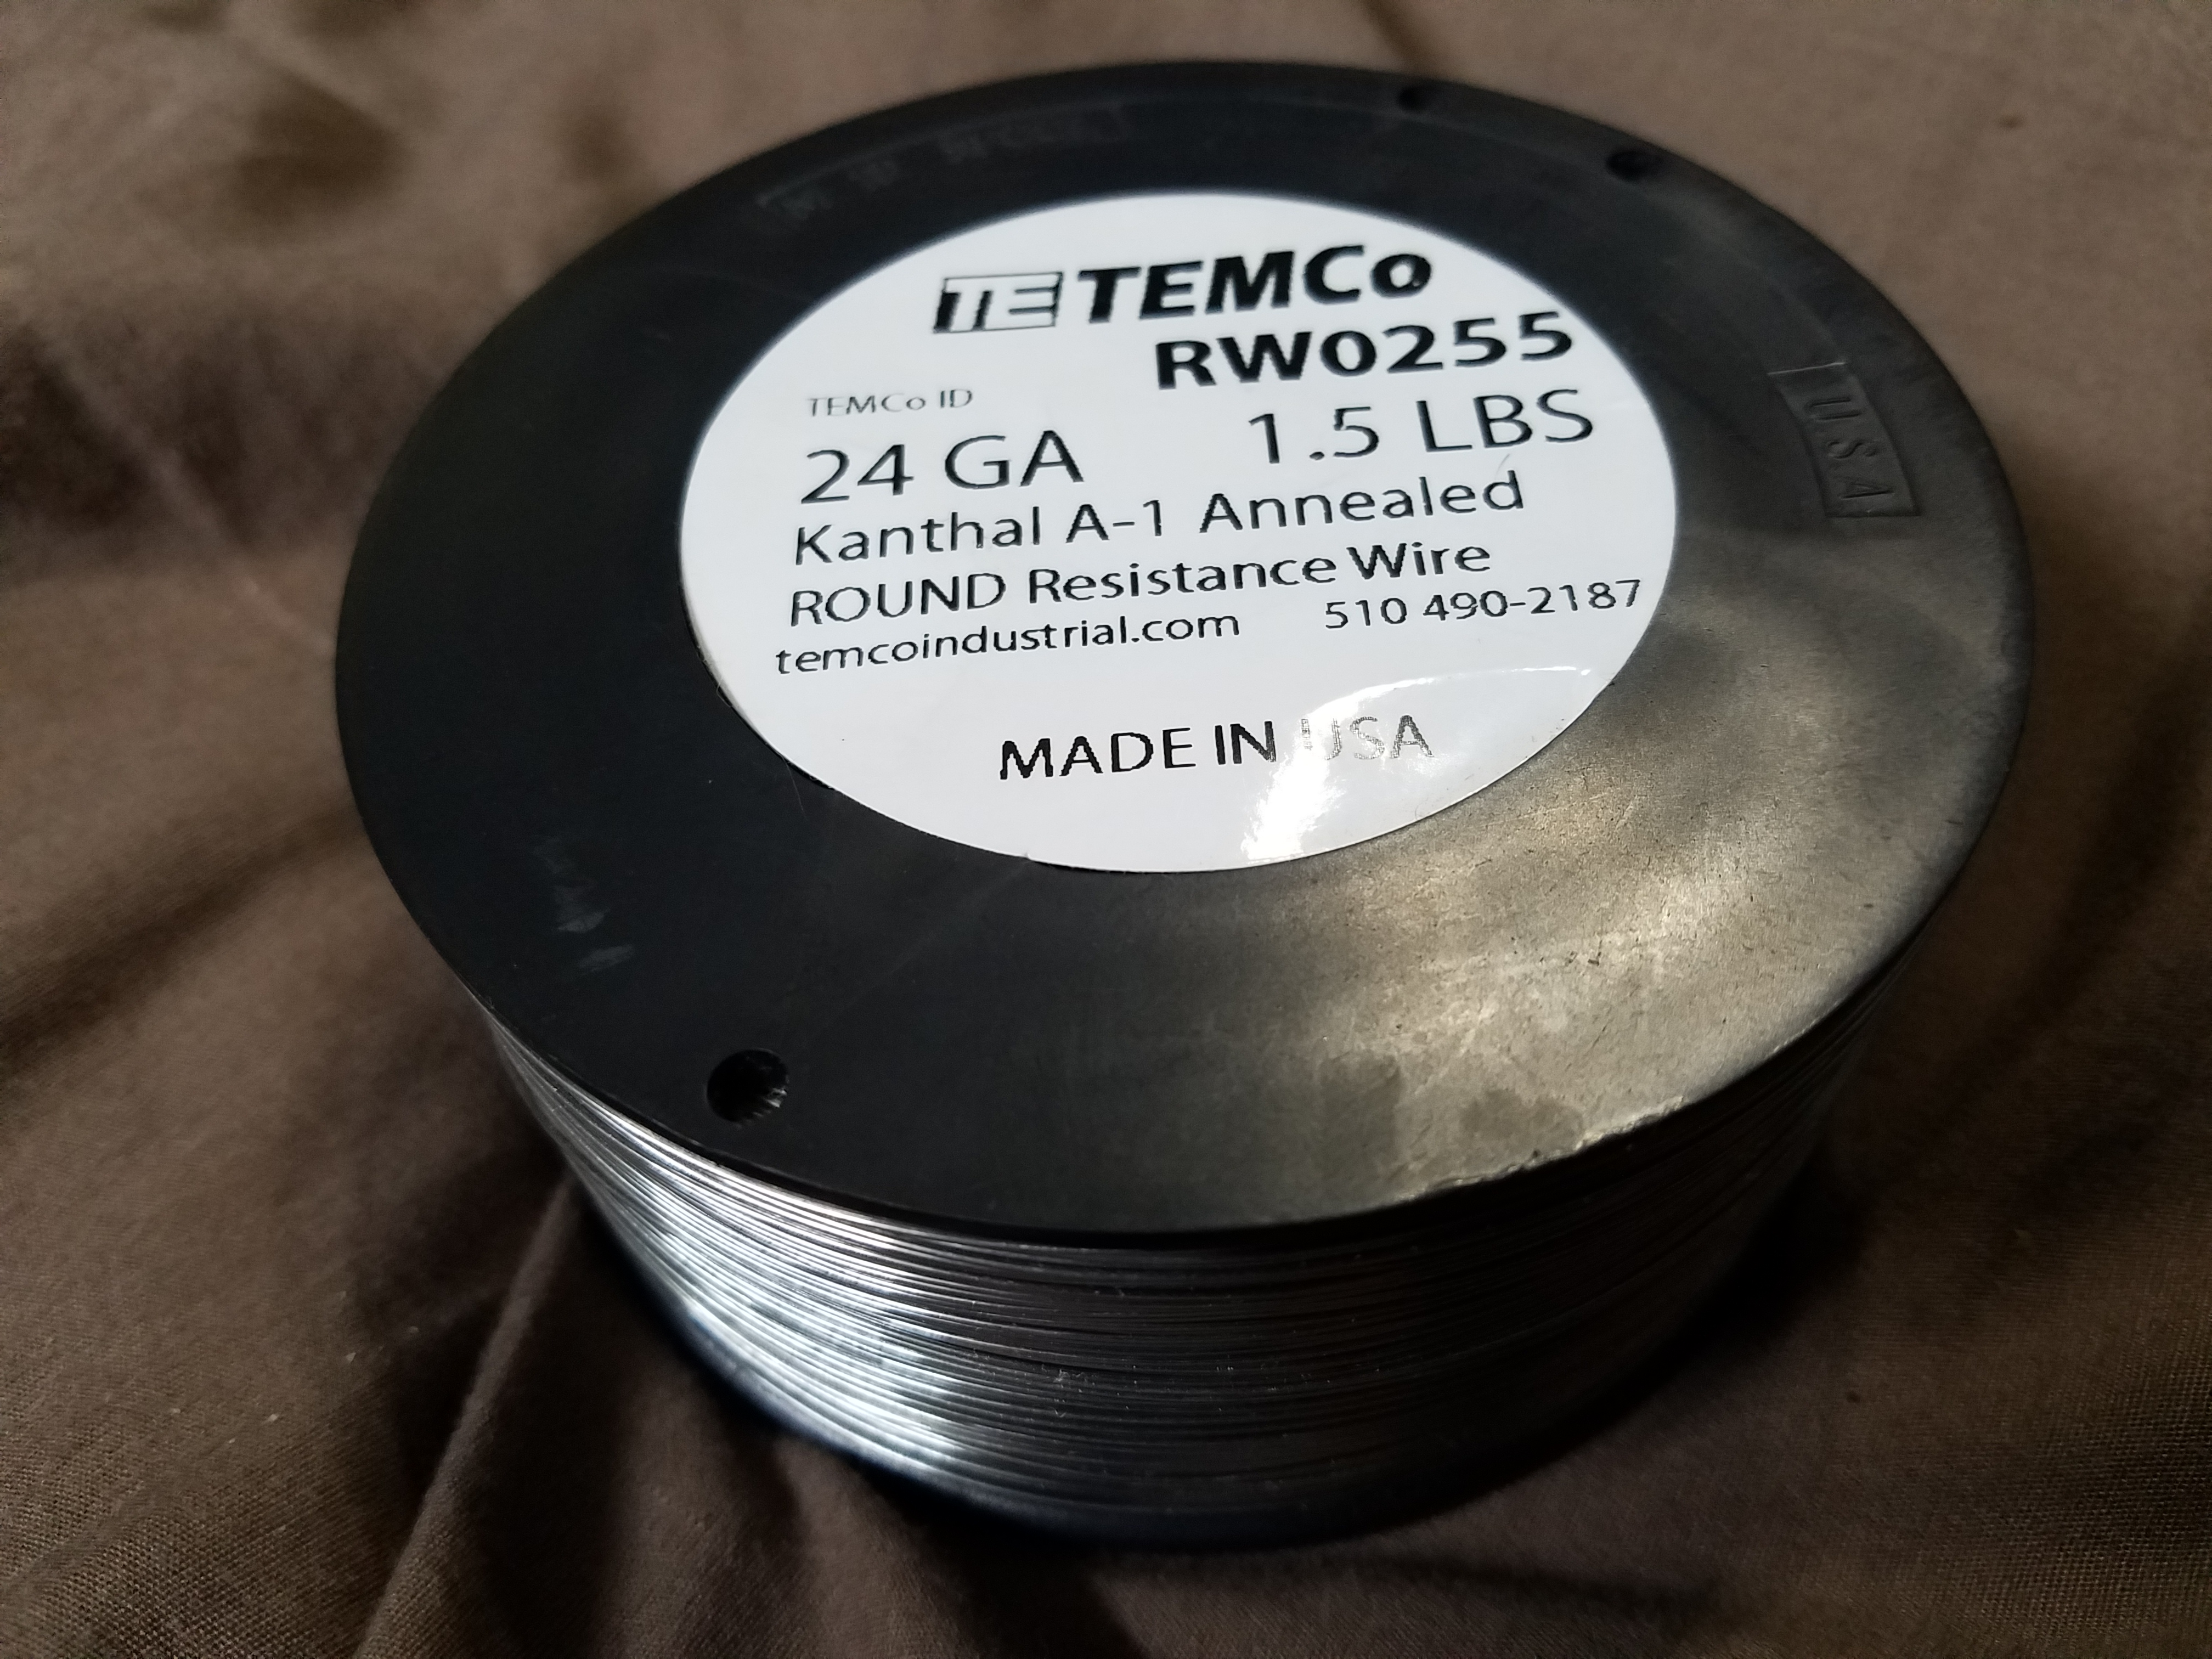 TE TEMCo
RW0255
TEMCo ID
24 GA 1.5 LBS
Kanthal A-1 Annealed
ROUND Resistance Wire
temcoindustrial.com 510 490-2187
MADE IN USA
USA